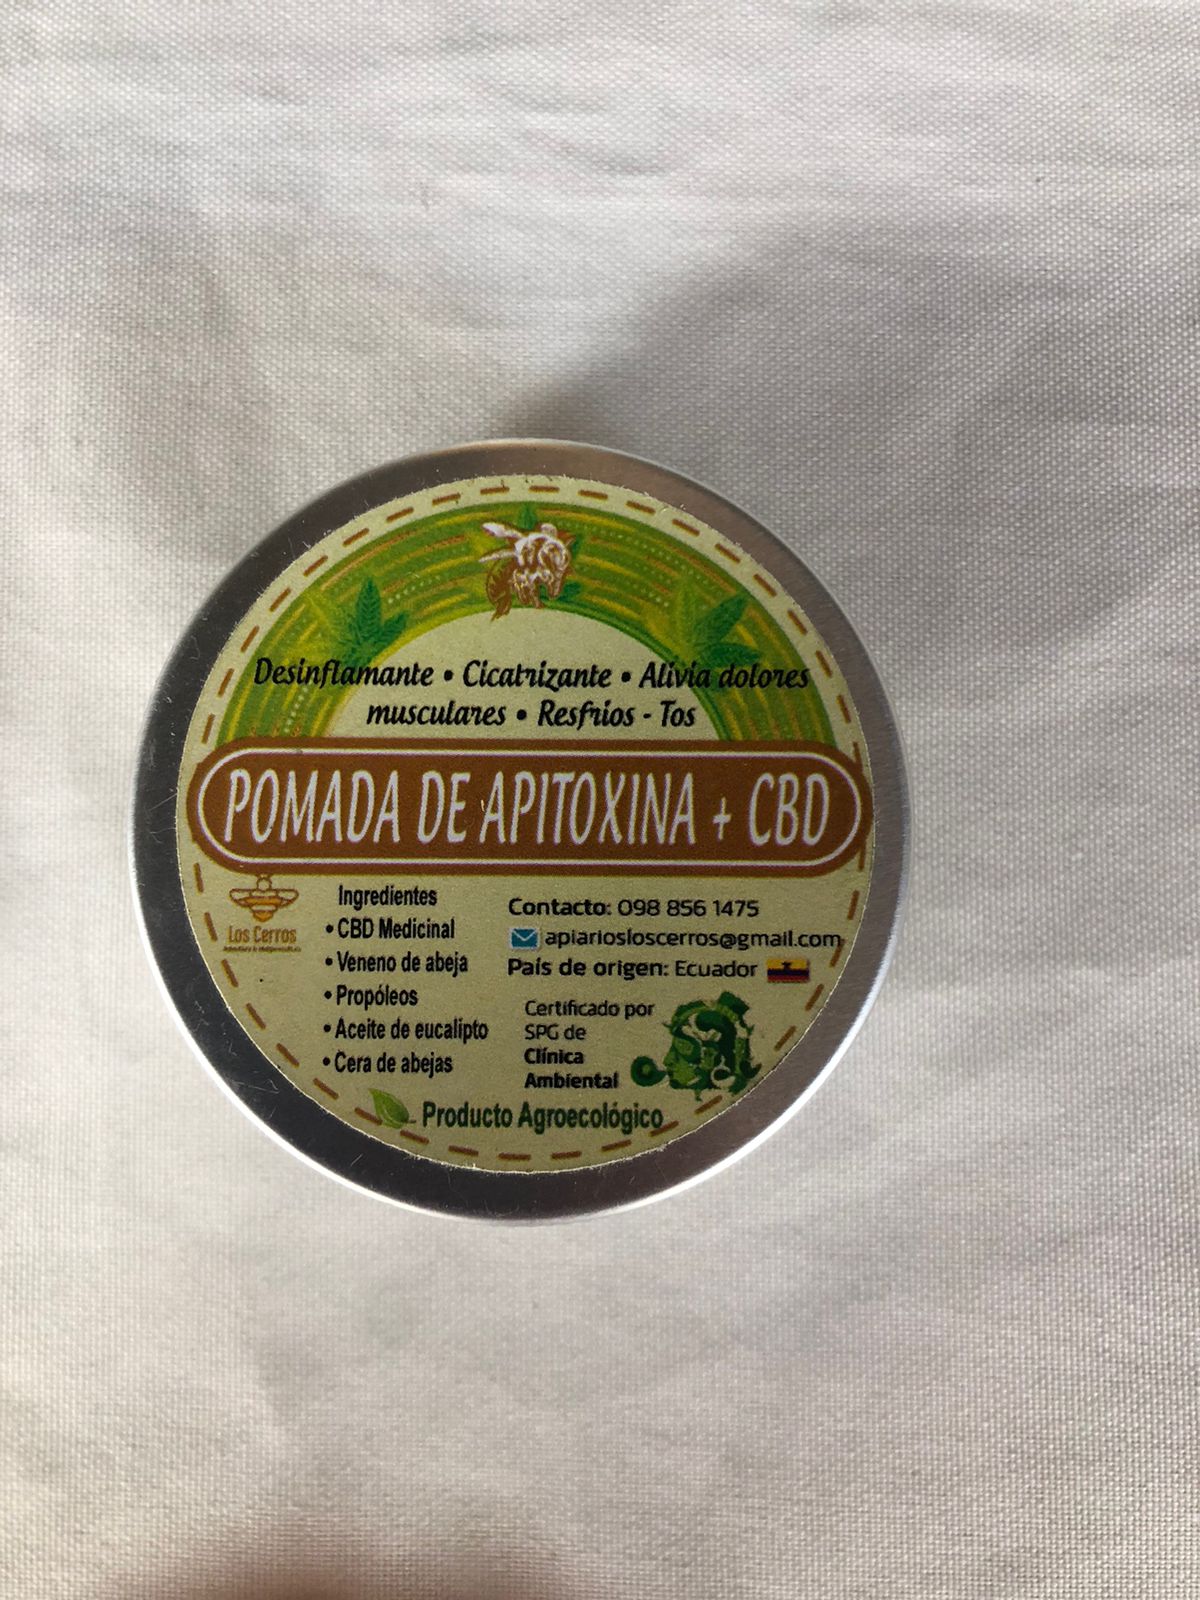 Desinflamante • Cicatrizante • Alivia dolores
musculares • Resfríos - Tos
POMADA DE APITOXINA + CBD
Los Cerros
Ingredientes
• CBD Medicinal
• Veneno de abeja
• Propóleos
• Aceite de eucalipto
• Cera de abejas
Contacto: 098 856 1475
apiariosloscerros@gmail.com
País de origen: Ecuador
Certificado por
SPG de
Clínica
Ambiental
Producto Agroecológico